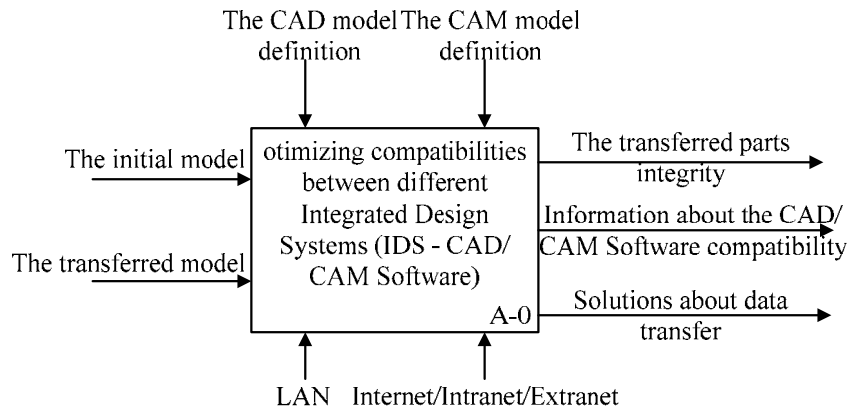 The CAD model
definition
The CAM model
definition
The initial model
The transferred model
otimizing compatibilities
between different
Integrated Design
Systems (IDS - CAD/
CAM Software)
A-0
The transferred parts
integrity
Information about the CAD/
CAM Software compatibility
Solutions about data
transfer
LAN
Internet/Intranet/Extranet